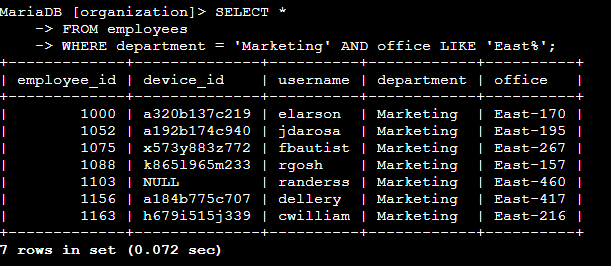 MariaDB [organization]> SELECT *
    -> FROM employees
    -> WHERE department = 'Marketing' AND office LIKE 'East%';
+-------------+--------------+----------+------------+----------+
| employee_id | device_id    | username | department | office   |
+-------------+--------------+----------+------------+----------+
|        1000 | a320b137c219 | elarson  | Marketing  | East-170 |
|        1052 | a192b174c940 | jdarosa  | Marketing  | East-195 |
|        1075 | x573y883z772 | fbautist | Marketing  | East-267 |
|        1088 | k865l965m233 | rgosh    | Marketing  | East-157 |
|        1103 | NULL         | randerss | Marketing  | East-460 |
|        1156 | a184b775c707 | dellery  | Marketing  | East-417 |
|        1163 | h679i515j339 | cwilliam | Marketing  | East-216 |
+-------------+--------------+----------+------------+----------+
7 rows in set (0.072 sec)